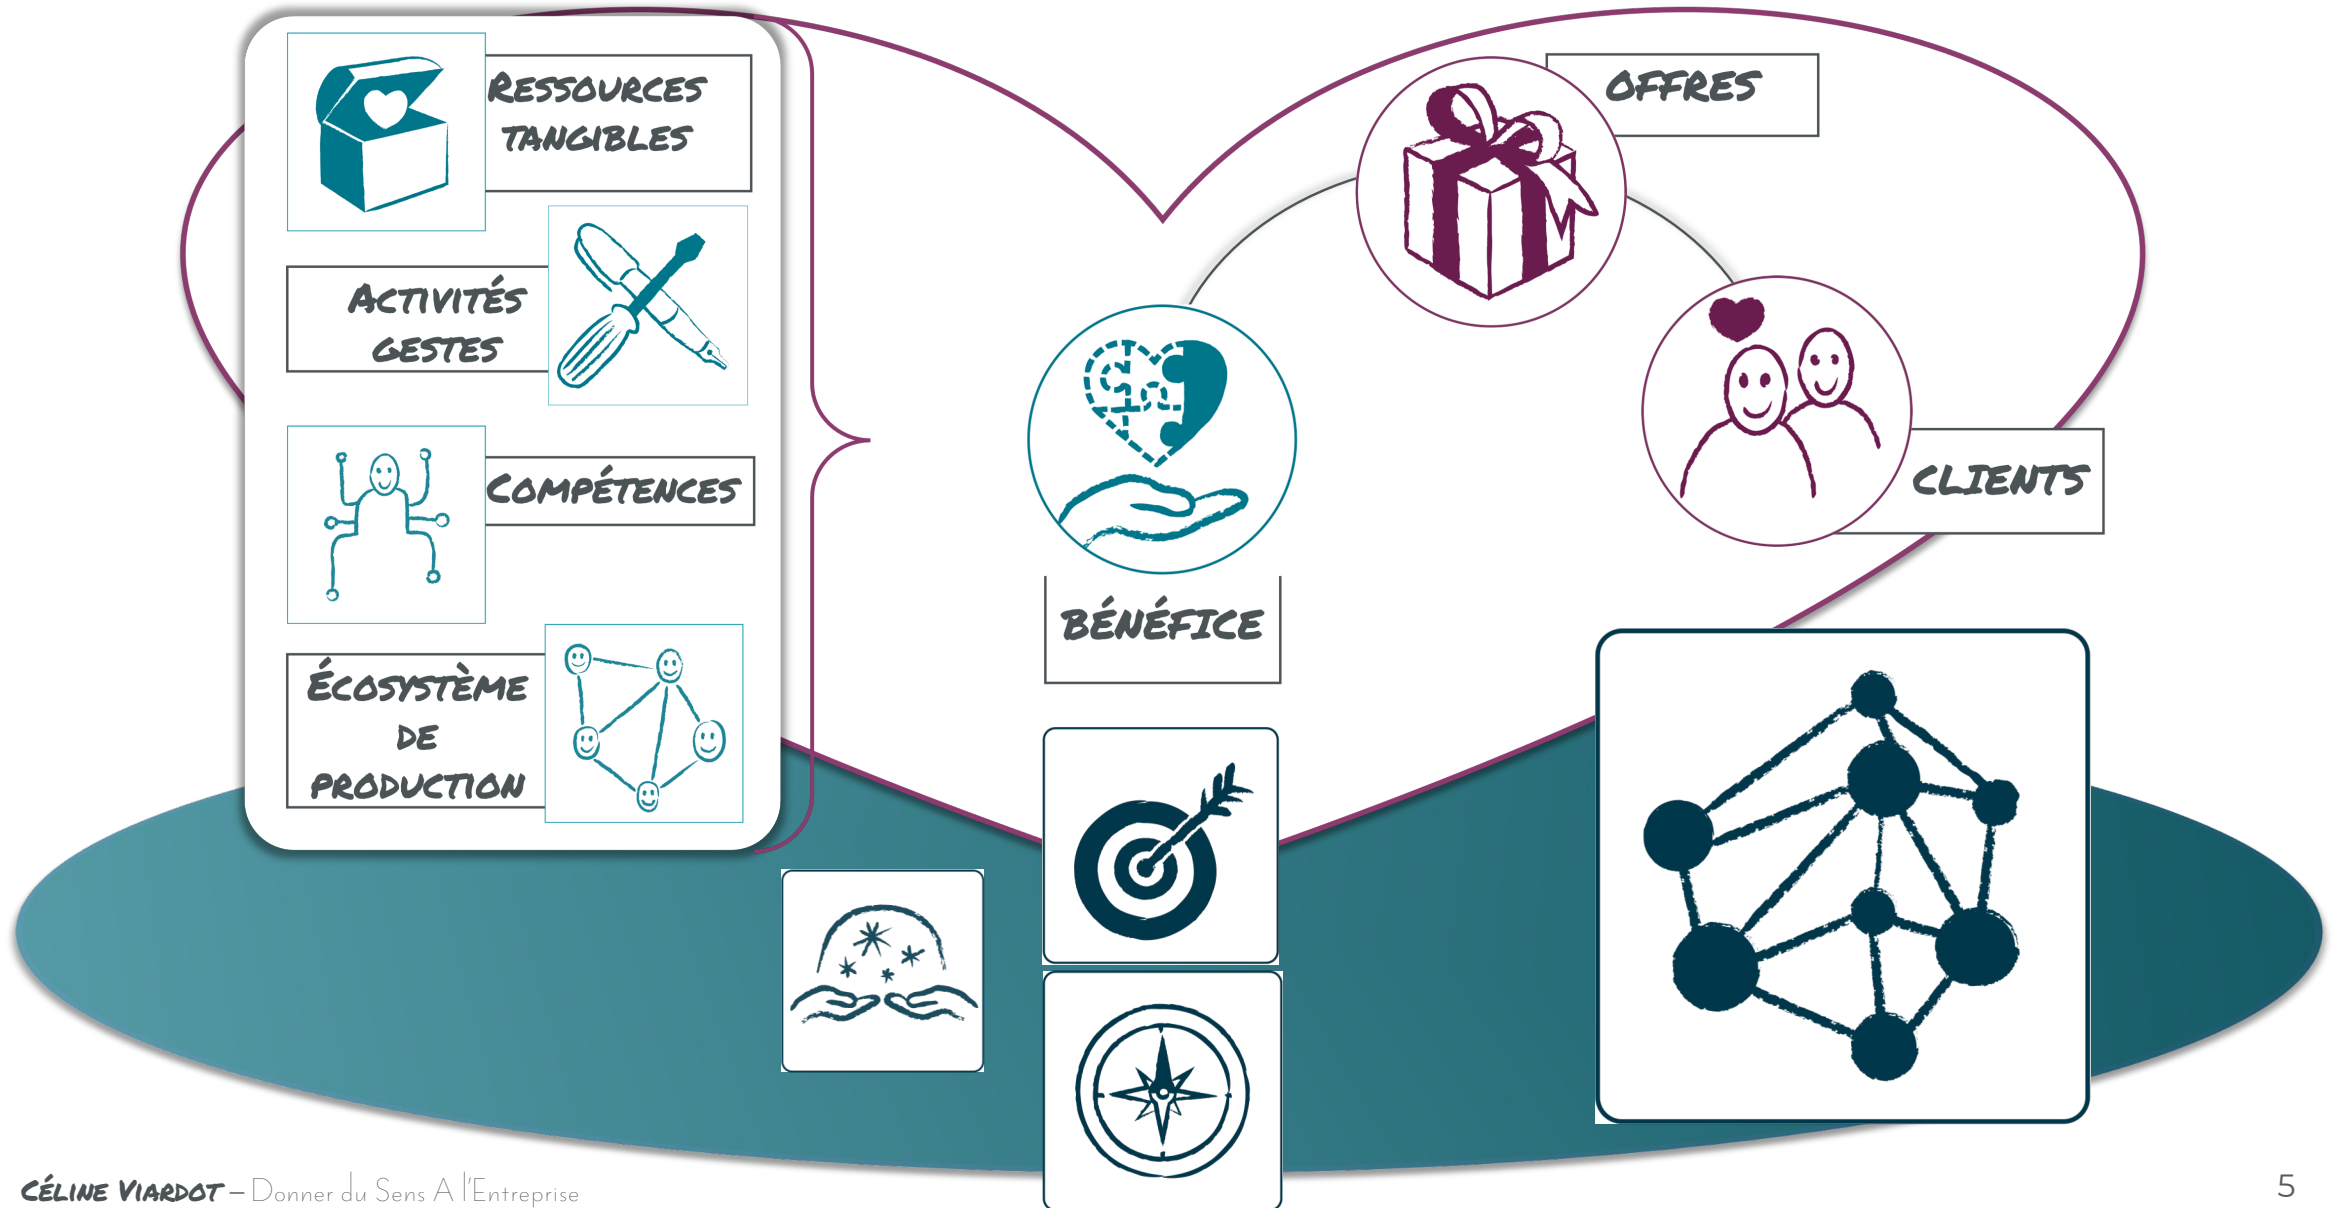 Ressources
tangibles
Activités
gestes
Compétences
Écosystème
de
production
Offres
Clients
Bénéfice
Céline Viardot – Donner du Sens A l'Entreprise
5